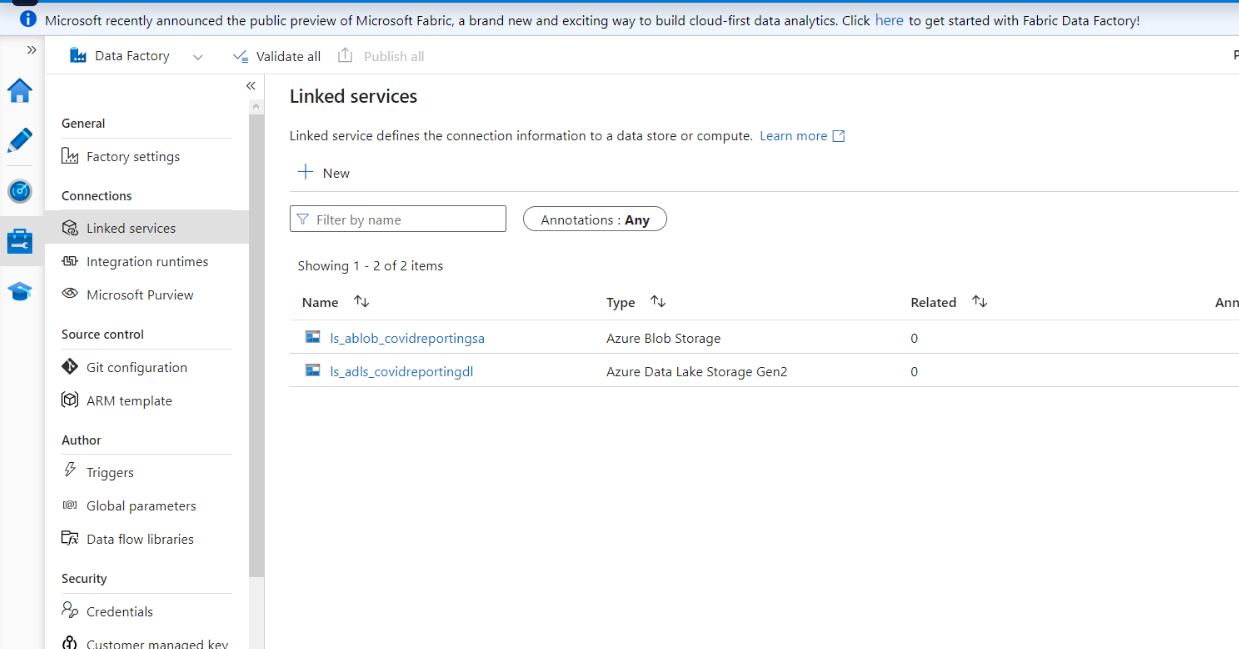 Microsoft recently announced the public preview of Microsoft Fabric, a brand new and exciting way to build cloud-first data analytics. Click here to get started with Fabric Data Factory!
Data Factory
Validate all
Publish all
General
Factory settings
Connections
Linked services
Integration runtimes
Microsoft Purview
Source control
Git configuration
ARM template
Author
Triggers
Global parameters
Data flow libraries
Security
Credentials
Customer managed key
Linked services
Linked service defines the connection information to a data store or compute. Learn more
New
Filter by name
Annotations : Any
Showing 1 - 2 of 2 items
Name Type Related Ann
ls_ablob_covidreportingsa Azure Blob Storage 0
ls_adls_covidreportingdl Azure Data Lake Storage Gen2 0